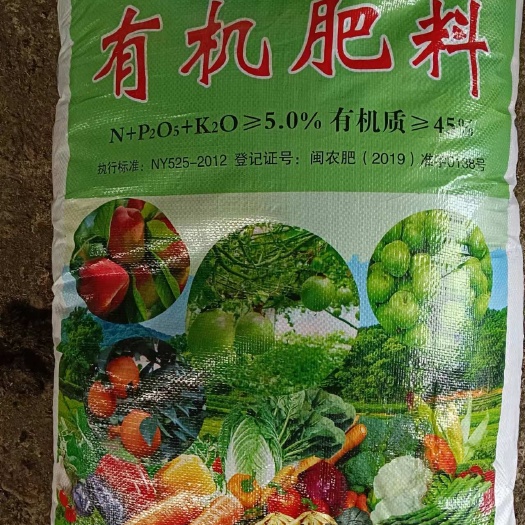 有机肥料
N+P₂O₅+K₂O≥5.0% 有机质≥45%
执行标准：NY525-2012 登记证号：闽农肥（2019）准字0138号